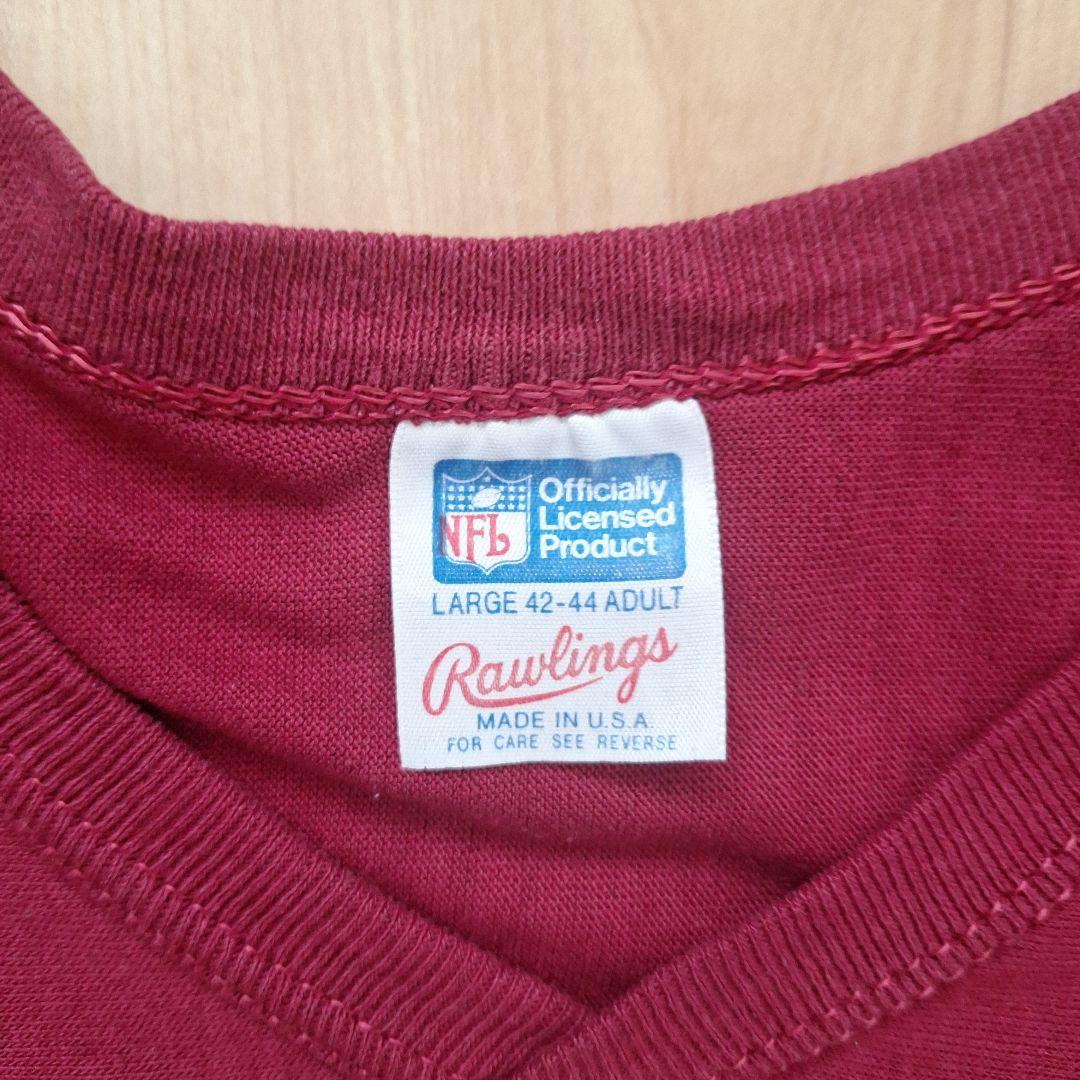 NFL
Officially
Licensed
Product
LARGE 42-44 ADULT
Rawlings
MADE IN U.S.A.
FOR CARE SEE REVERSE